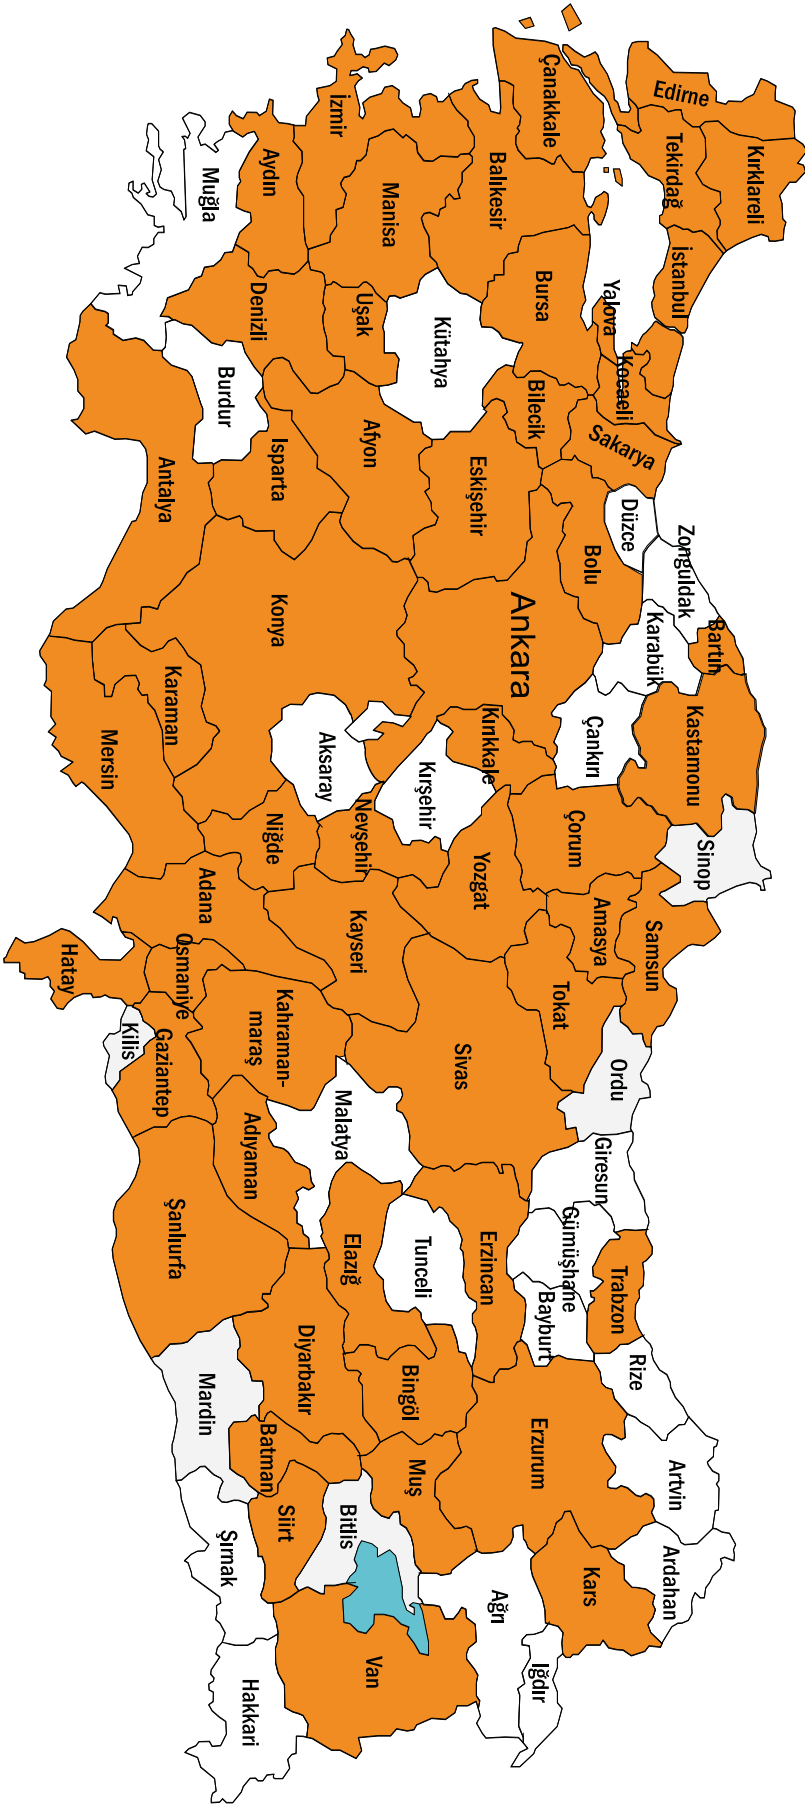 Edirne
Kırklareli
Tekirdağ
İstanbul
Çanakkale
Balıkesir
Bursa
Yalova
Kocaeli
Sakarya
Bilecik
İzmir
Manisa
Aydın
Muğla
Denizli
Uşak
Kütahya
Burdur
Afyon
Isparta
Antalya
Eskişehir
Düzce
Bolu
Zonguldak
Bartın
Karabük
Kastamonu
Çankırı
Ankara
Konya
Karaman
Mersin
Aksaray
Kırıkkale
Kırşehir
Nevşehir
Niğde
Çorum
Sinop
Samsun
Amasya
Yozgat
Kayseri
Adana
Osmaniye
Hatay
Kilis
Gaziantep
Kahraman-
maraş
Tokat
Sivas
Ordu
Giresun
Malatya
Adıyaman
Şanlıurfa
Gümüşhane
Trabzon
Bayburt
Erzincan
Tunceli
Elazığ
Diyarbakır
Mardin
Batman
Bingöl
Muş
Erzurum
Rize
Artvin
Ardahan
Kars
Ağrı
Iğdır
Bitlis
Siirt
Şırnak
Van
Hakkari